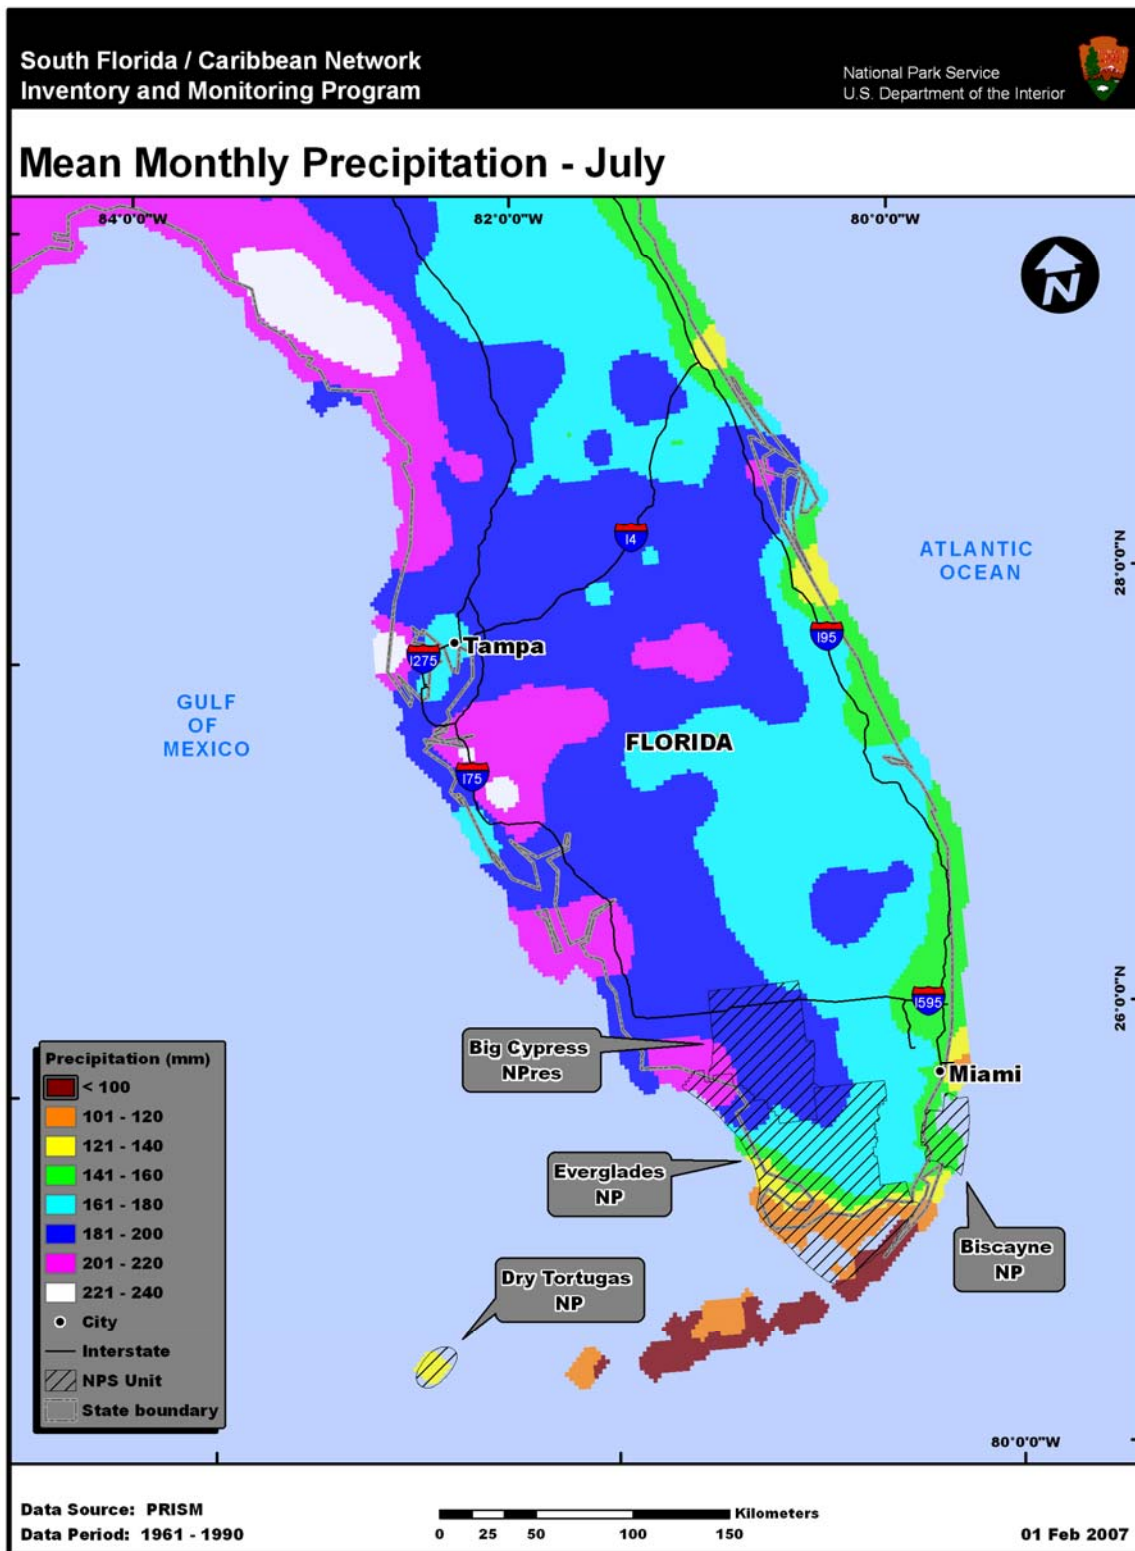 South Florida / Caribbean Network
Inventory and Monitoring Program
National Park Service
U.S. Department of the Interior
Mean Monthly Precipitation - July
84°0'0"W
82°0'0"W
80°0'0"W
N
I4
ATLANTIC
OCEAN
28°0'0"N
I95
Tampa
I275
GULF
OF
MEXICO
FLORIDA
I75
I595
26°0'0"N
Big Cypress
NPres
Miami
Everglades
NP
Biscayne
NP
Dry Tortugas
NP
Precipitation (mm)
< 100
101 - 120
121 - 140
141 - 160
161 - 180
181 - 200
201 - 220
221 - 240
City
Interstate
NPS Unit
State boundary
80°0'0"W
Data Source: PRISM
Data Period: 1961 - 1990
Kilometers
0 25 50 100 150
01 Feb 2007